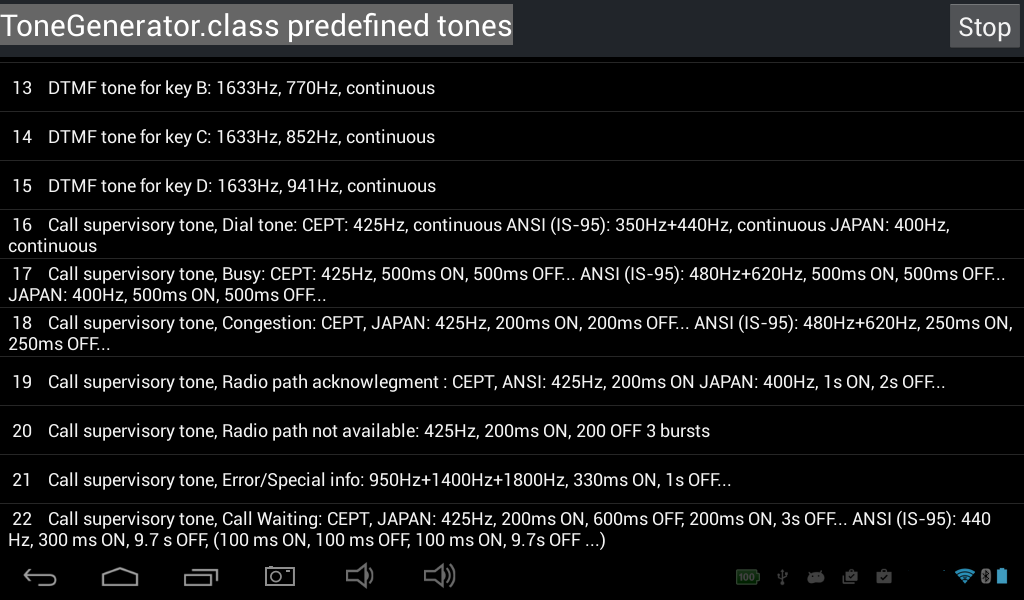 ToneGenerator.class predefined tones
Stop
13 DTMF tone for key B: 1633Hz, 770Hz, continuous
14 DTMF tone for key C: 1633Hz, 852Hz, continuous
15 DTMF tone for key D: 1633Hz, 941Hz, continuous
16 Call supervisory tone, Dial tone: CEPT: 425Hz, continuous ANSI (IS-95): 350Hz+440Hz, continuous JAPAN: 400Hz,
continuous
17 Call supervisory tone, Busy: CEPT: 425Hz, 500ms ON, 500ms OFF... ANSI (IS-95): 480Hz+620Hz, 500ms ON, 500ms OFF...
JAPAN: 400Hz, 500ms ON, 500ms OFF...
18 Call supervisory tone, Congestion: CEPT, JAPAN: 425Hz, 200ms ON, 200ms OFF... ANSI (IS-95): 480Hz+620Hz, 250ms ON,
250ms OFF...
19 Call supervisory tone, Radio path acknowlegment : CEPT, ANSI: 425Hz, 200ms ON JAPAN: 400Hz, 1s ON, 2s OFF...
20 Call supervisory tone, Radio path not available: 425Hz, 200ms ON, 200 OFF 3 bursts
21 Call supervisory tone, Error/Special info: 950Hz+1400Hz+1800Hz, 330ms ON, 1s OFF...
22 Call supervisory tone, Call Waiting: CEPT, JAPAN: 425Hz, 200ms ON, 600ms OFF, 200ms ON, 3s OFF... ANSI (IS-95): 440
Hz, 300 ms ON, 9.7 s OFF, (100 ms ON, 100 ms OFF, 100 ms ON, 9.7s OFF ...)
100